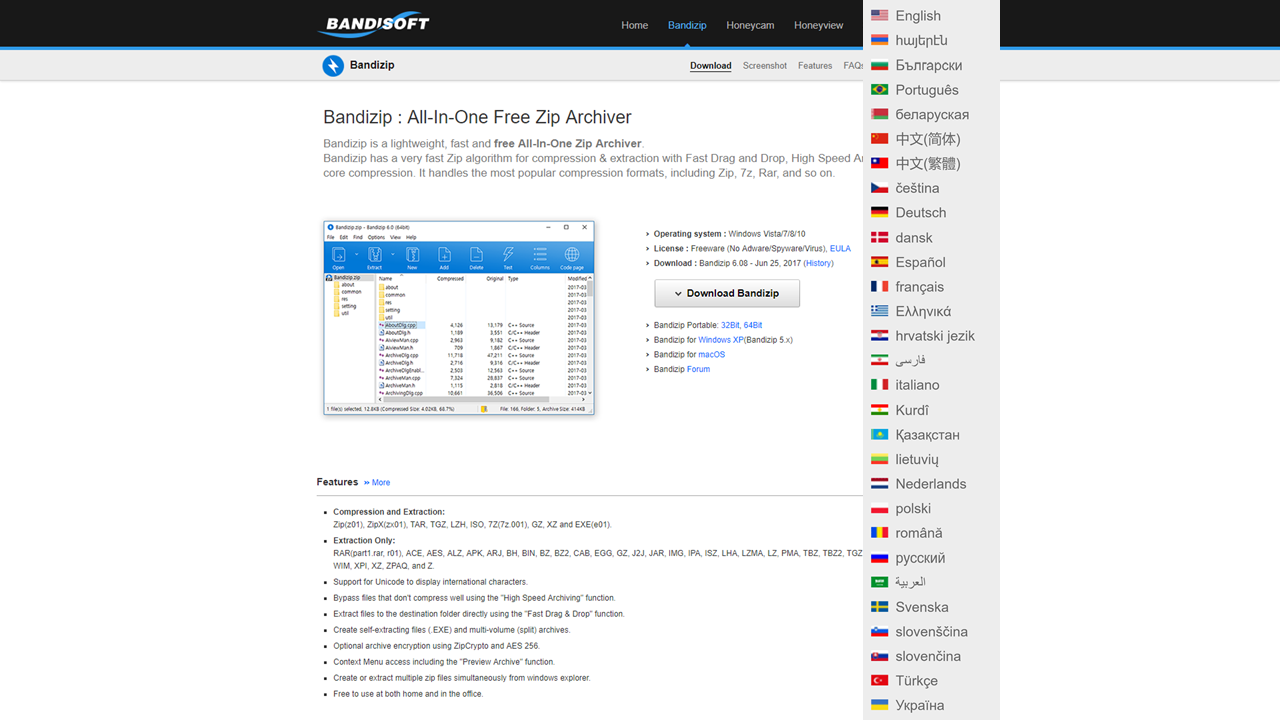 BANDISOFT
Home Bandizip Honeycam Honeyview
Bandizip
Download Screenshot Features FAQs
Bandizip : All-In-One Free Zip Archiver
Bandizip is a lightweight, fast and free All-In-One Zip Archiver.
Bandizip has a very fast Zip algorithm for compression & extraction with Fast Drag and Drop, High Speed
core compression. It handles the most popular compression formats, including Zip, 7z, Rar, and so on.
Bandizip.zip - Bandizip 6.0 (64bit)
File Edit Find Options View Help
Open Extract New Add Delete Test Columns Code page
Bandizip.zip
about
common
res
setting
util
Name Compressed Original Type Modified
about 2017-03
common 2017-03
res 2017-03
setting 2017-03
util 2017-03
AboutDlg.cpp 4,126 13,179 C++ Source 2017-03
AboutDlg.h 1,189 3,551 C/C++ Header 2017-03
AiviewMan.cpp 2,963 9,182 C++ Source 2017-03
AiviewMan.h 709 1,667 C/C++ Header 2017-03
ArchiveDlg.cpp 11,718 47,211 C++ Source 2017-03
ArchiveDlg.h 2,716 9,316 C/C++ Header 2017-03
ArchiveDlgEnabl... 2,503 12,563 C++ Source 2017-03
ArchiveMan.cpp 7,324 29,937 C++ Source 2017-03
ArchiveMan.h 1,115 2,818 C/C++ Header 2017-03
ArchivingDlg.cpp 10,661 36,506 C++ Source 2017-03
1 file(s) selected, 12.8KB (Compressed Size: 4.02KB, 68.7%) File: 166, Folder: 5, Archive Size: 414KB
Operating system : Windows Vista/7/8/10
License : Freeware (No Adware/Spyware/Virus), EULA
Download : Bandizip 6.08 - Jun 25, 2017 (History)
Download Bandizip
Bandizip Portable: 32Bit, 64Bit
Bandizip for Windows XP(Bandizip 5.x)
Bandizip for macOS
Bandizip Forum
Features » More
Compression and Extraction:
Zip(z01), ZipX(zx01), TAR, TGZ, LZH, ISO, 7Z(7z.001), GZ, XZ and EXE(e01).
Extraction Only:
RAR(part1.rar, r01), ACE, AES, ALZ, APK, ARJ, BH, BIN, BZ, BZ2, CAB, EGG, GZ, J2J, JAR, IMG, IPA, ISZ, LHA, LZMA, LZ, PMA, TBZ, TBZ2, TGZ
WIM, XPI, XZ, ZPAQ, and Z.
Support for Unicode to display international characters.
Bypass files that don't compress well using the "High Speed Archiving" function.
Extract files to the destination folder directly using the "Fast Drag & Drop" function.
Create self-extracting files (.EXE) and multi-volume (split) archives.
Optional archive encryption using ZipCrypto and AES 256.
Context Menu access including the "Preview Archive" function.
Create or extract multiple zip files simultaneously from windows explorer.
Free to use at both home and in the office.
English
հայերէն
Български
Português
беларуская
中文(简体)
中文(繁體)
čeština
Deutsch
dansk
Español
français
Ελληνικά
hrvatski jezik
فارسی
italiano
Kurdî
Қазақстан
lietuvių
Nederlands
polski
română
русский
العربية
Svenska
slovenščina
slovenčina
Türkçe
Україна